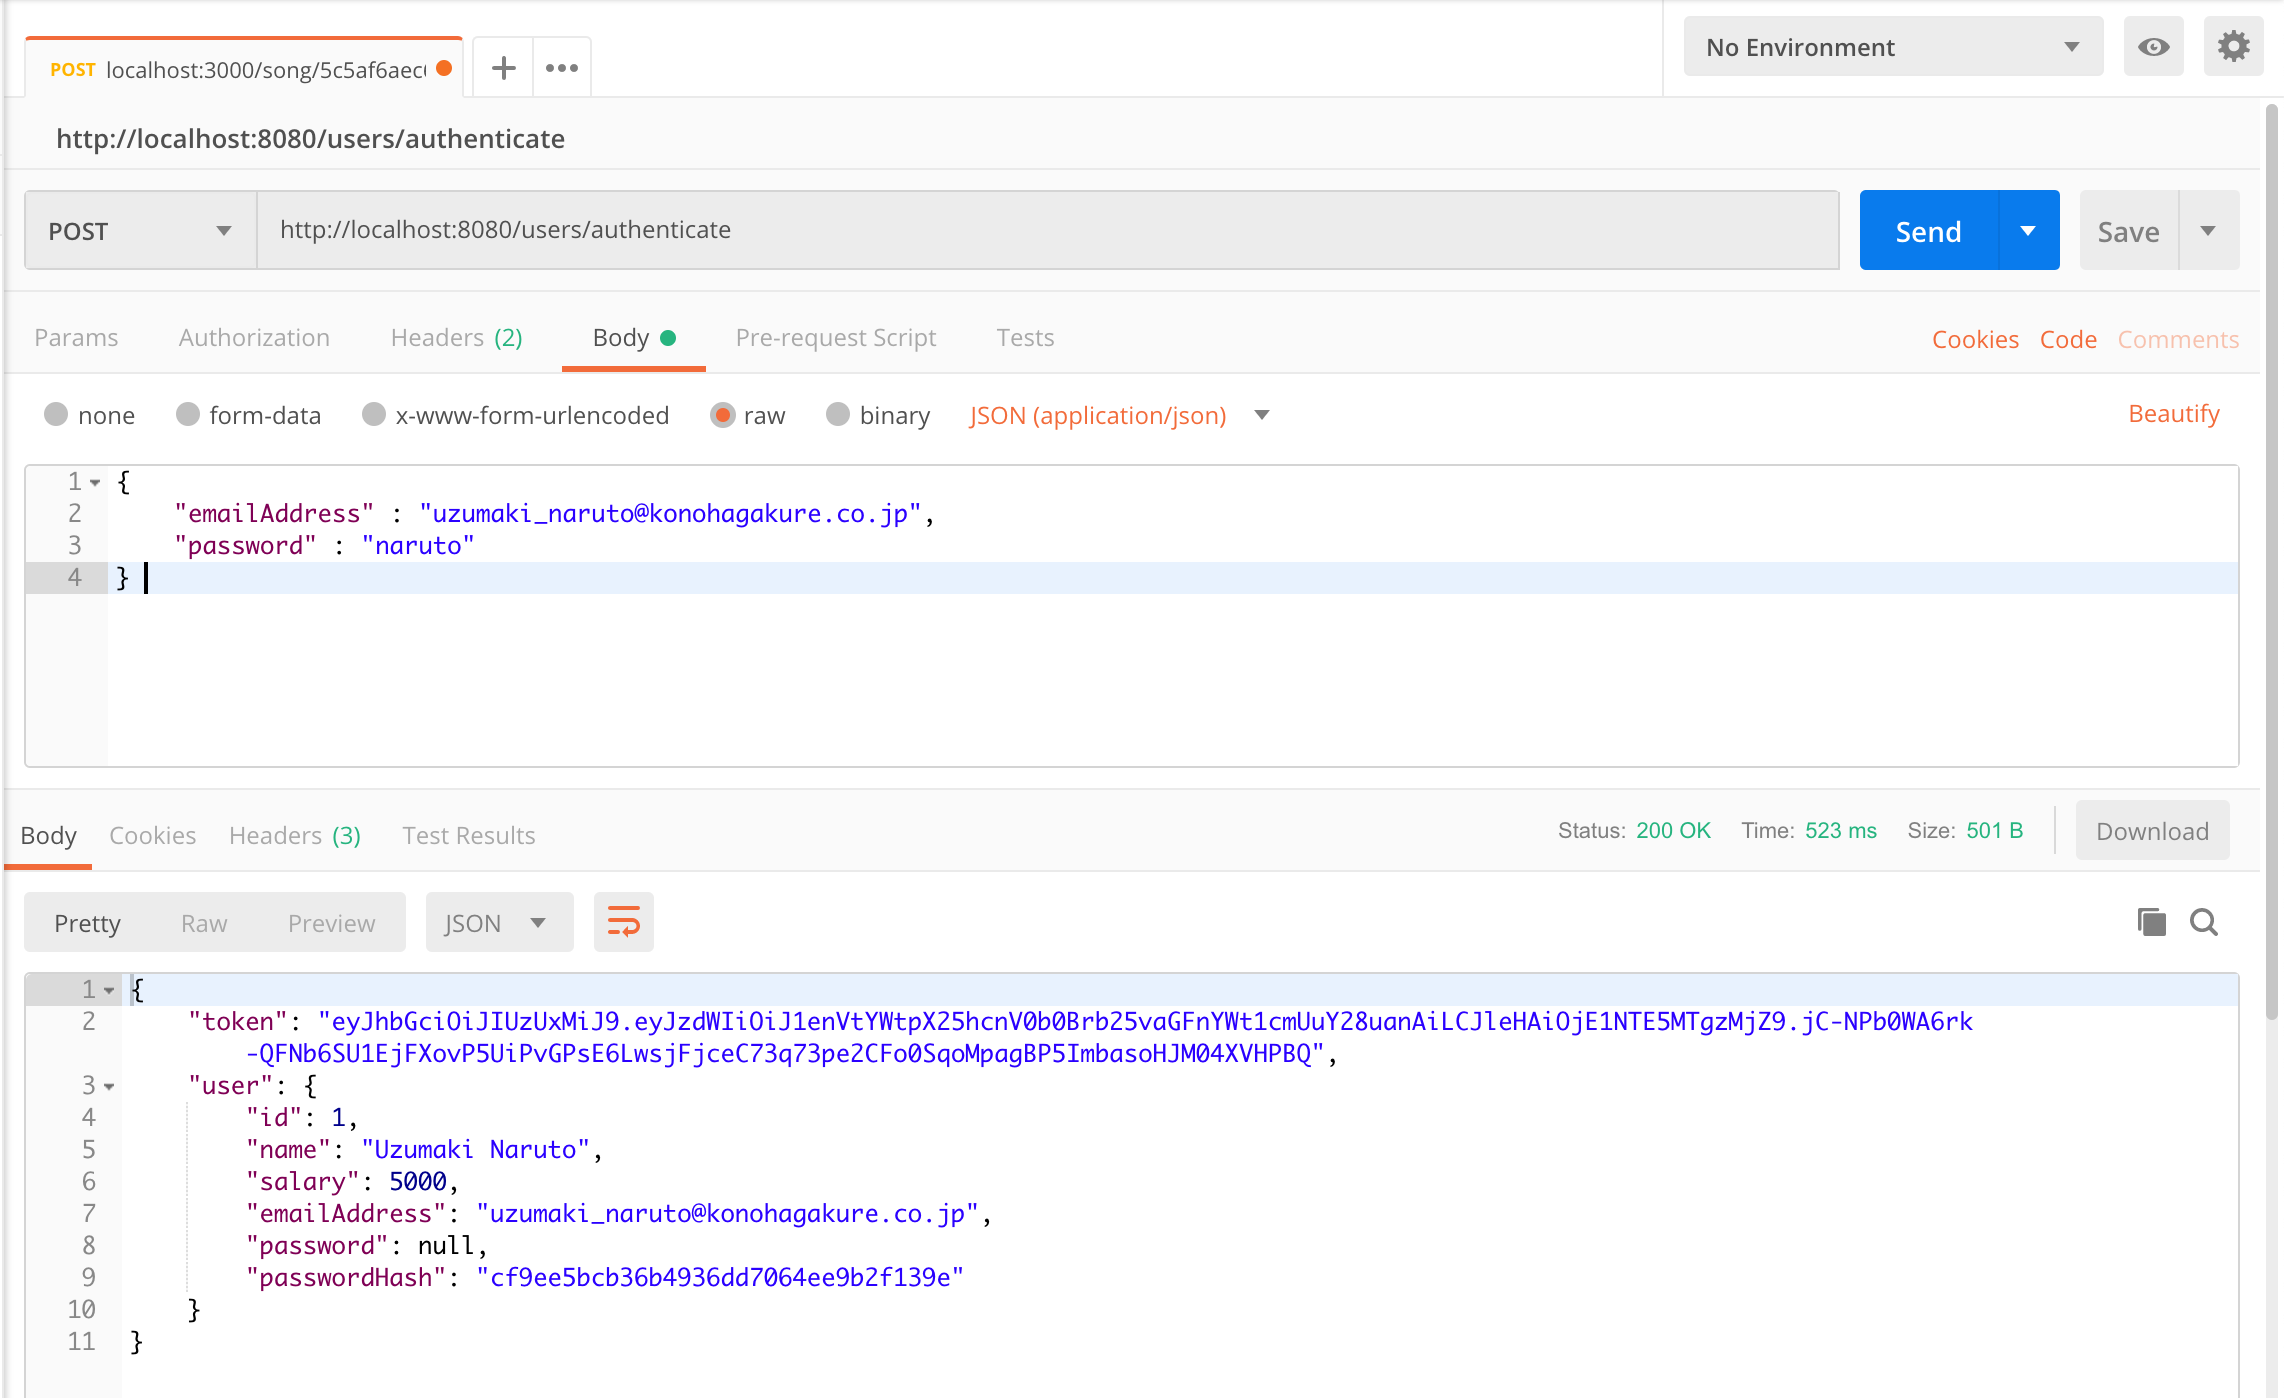 POST localhost:3000/song/5c5af6aec
No Environment
http://localhost:8080/users/authenticate
POST http://localhost:8080/users/authenticate Send Save
Params Authorization Headers (2) Body Pre-request Script Tests Cookies Code Comments
none form-data x-www-form-urlencoded raw binary JSON (application/json) Beautify
1 {
2 "emailAddress" : "uzumaki_naruto@konohagakure.co.jp",
3 "password" : "naruto"
4 }
Body Cookies Headers (3) Test Results Status: 200 OK Time: 523 ms Size: 501 B Download
Pretty Raw Preview JSON
1 {
2 "token": "eyJhbGciOiJIUzUxMiJ9.eyJzdWIiOiJ1enVtYWtpX25hcnV0b0Brb25vaGFnYWt1cmUuY28uanAiLCJleHAiOjE1NTE5MTgzMjZ9.jC-NPb0WA6rk
-QFNb6SU1EjFXovP5UiPvGPsE6LwsjFjceC73q73pe2CFo0SqoMpagBP5ImbasoHJM04XVHPBQ",
3 "user": {
4 "id": 1,
5 "name": "Uzumaki Naruto",
6 "salary": 5000,
7 "emailAddress": "uzumaki_naruto@konohagakure.co.jp",
8 "password": null,
9 "passwordHash": "cf9ee5bcb36b4936dd7064ee9b2f139e"
10 }
11 }